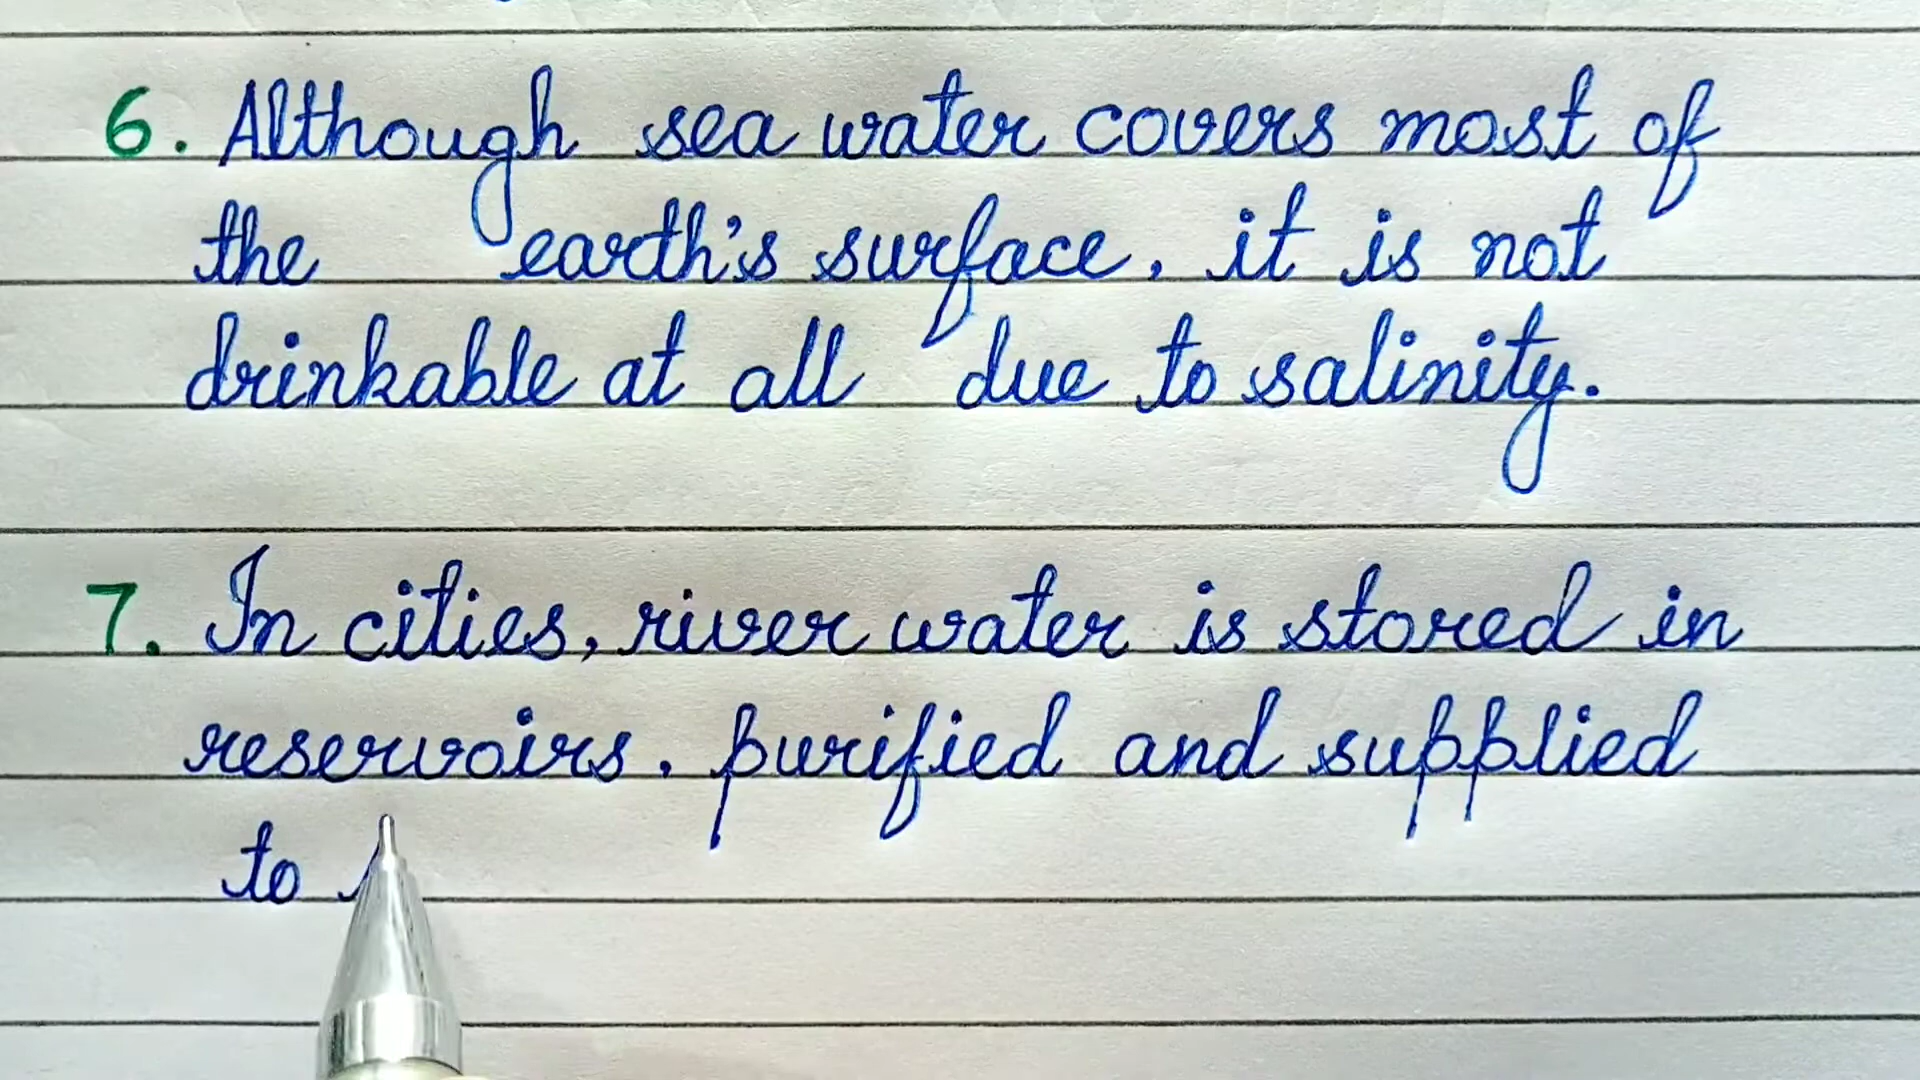 6. Although sea water covers most of
the earth's surface, it is not
drinkable at all due to salinity.
7. In cities, river water is stored in
reservoirs, purified and supplied
to